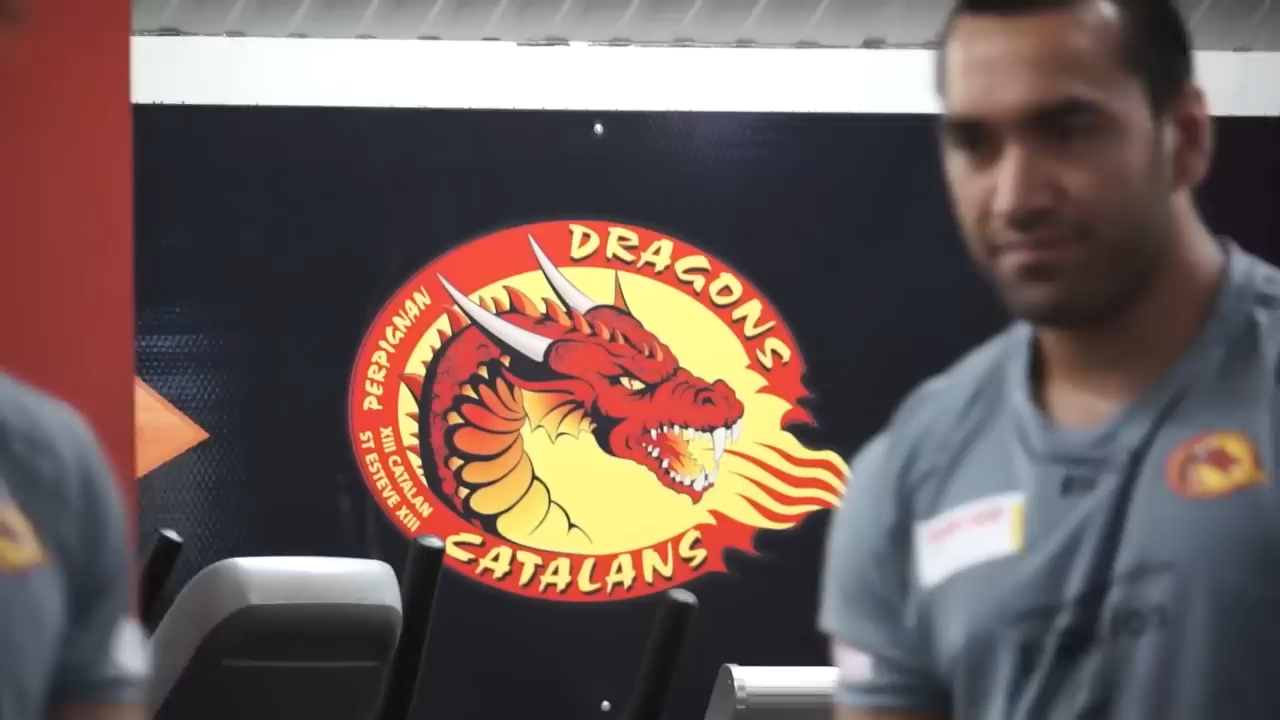 DRAGONS
PERPIGNAN
XIII CATALAN
ST ESTEVE XIII
CATALANS